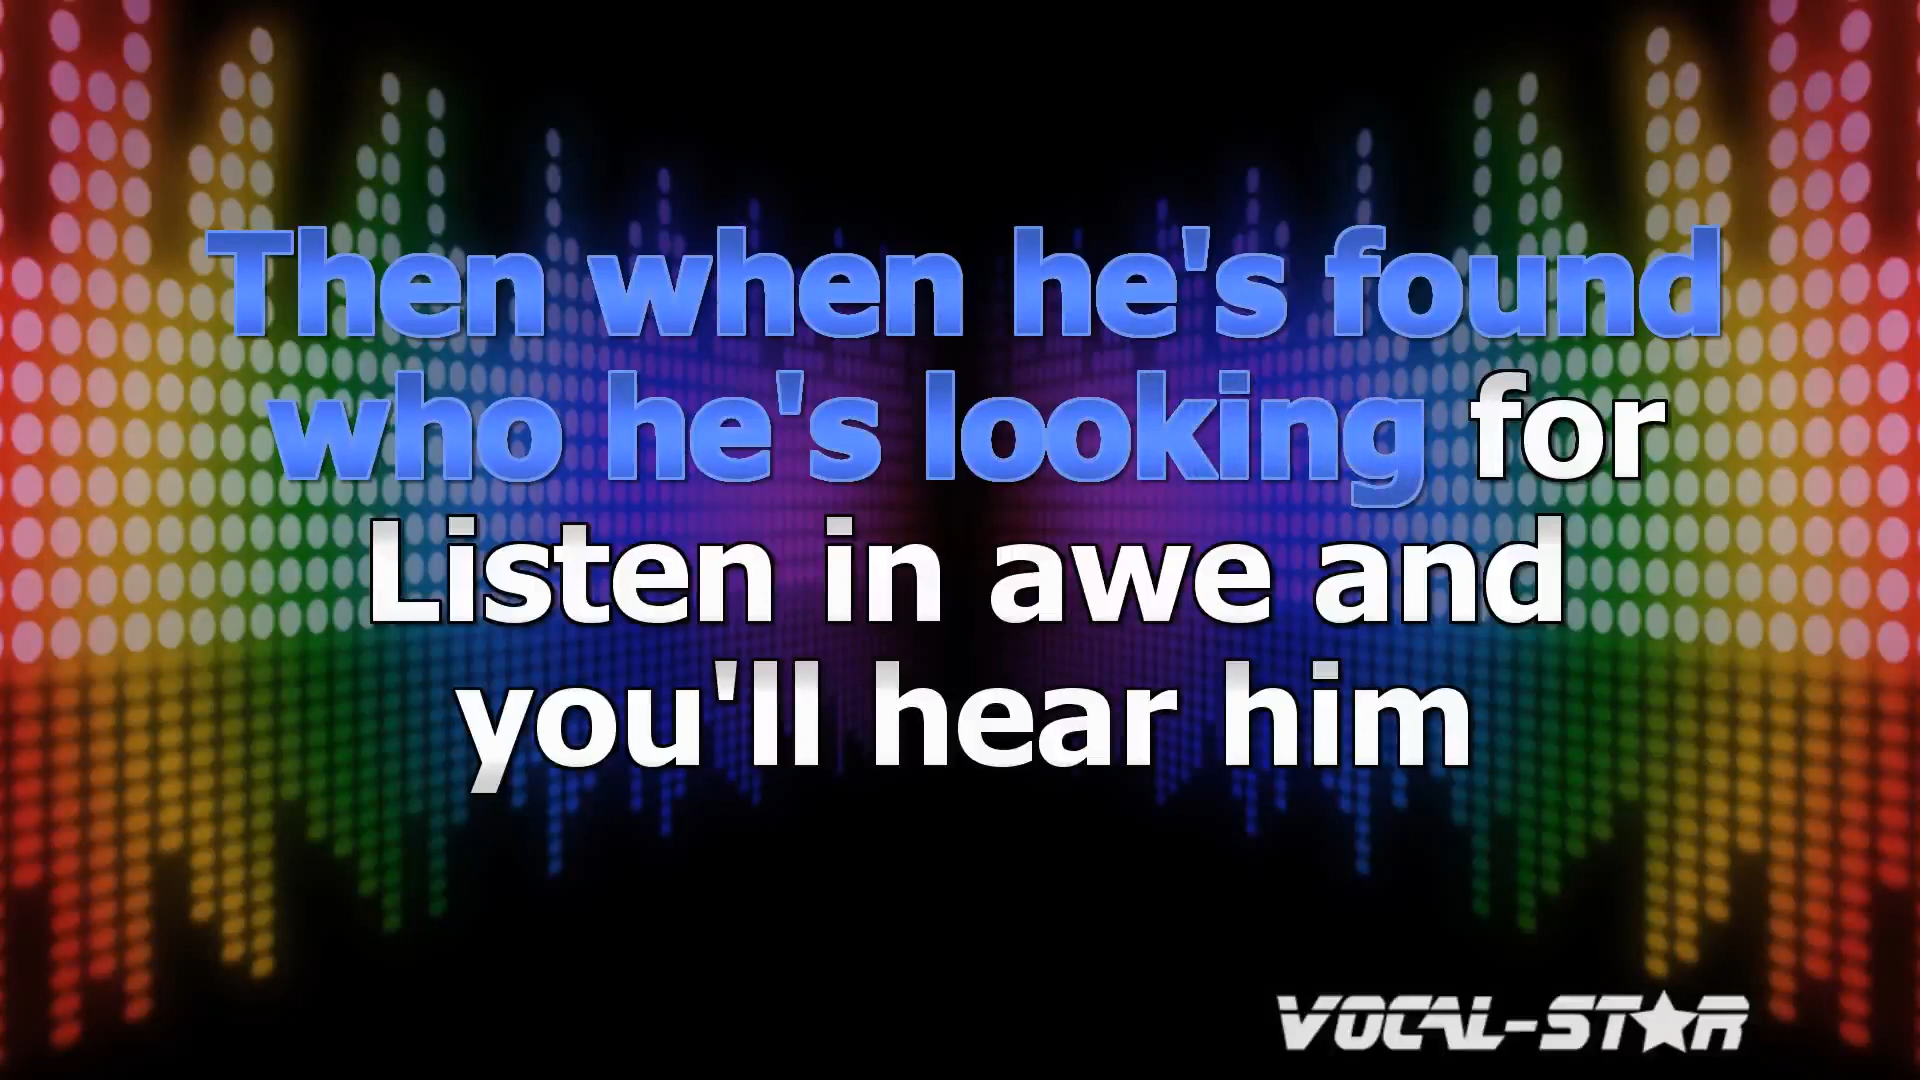 Then when he's found
who he's looking for
Listen in awe and
you'll hear him
VOCAL-STAR